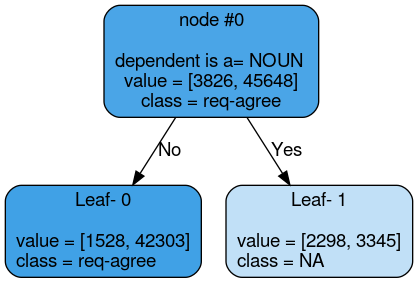 node #0
dependent is a= NOUN
value = [3826, 45648]
class = req-agree
No
Yes
Leaf- 0
value = [1528, 42303]
class = req-agree
Leaf- 1
value = [2298, 3345]
class = NA